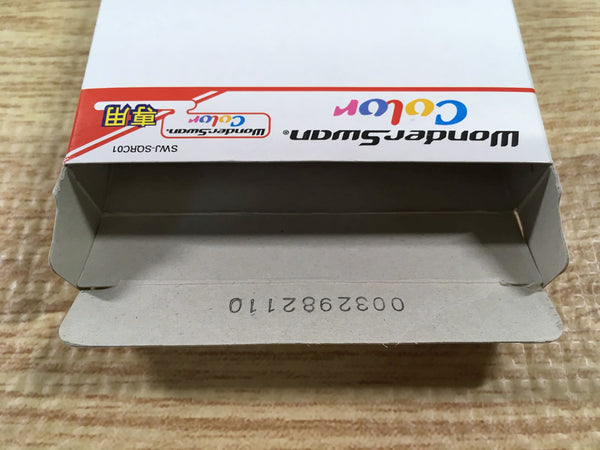 0032982110
SWJ-SQRC01
WonderSwan®
Color
WonderSwan
Color
専用